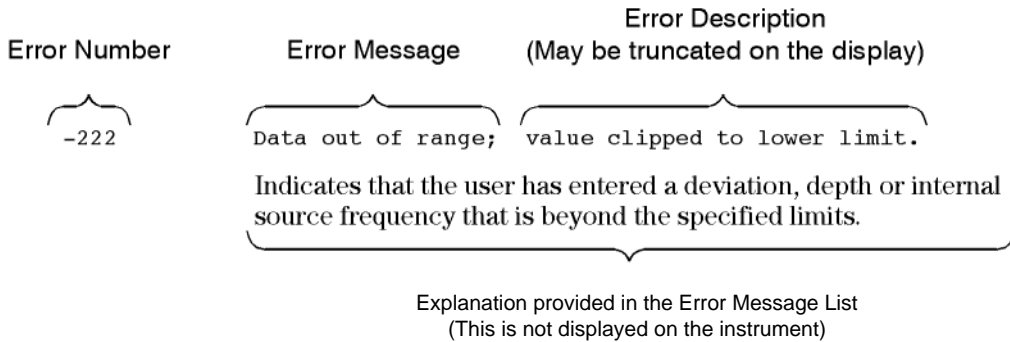 Error Number
Error Message
Error Description
(May be truncated on the display)
-222
Data out of range;
value clipped to lower limit.
Indicates that the user has entered a deviation, depth or internal
source frequency that is beyond the specified limits.
Explanation provided in the Error Message List
(This is not displayed on the instrument)